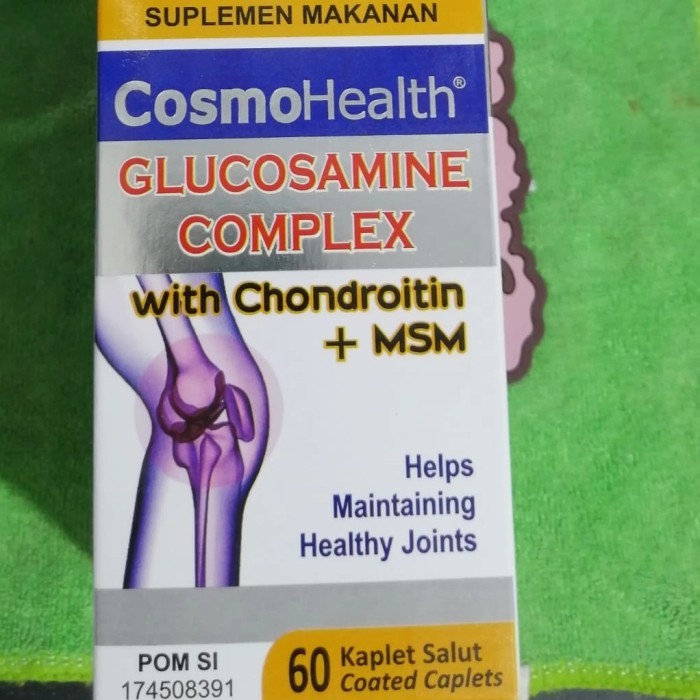 SUPLEMEN MAKANAN
CosmoHealth®
GLUCOSAMINE
COMPLEX
with Chondroitin
+ MSM
Helps
Maintaining
Healthy Joints
POM SI
174508391
60 Kaplet Salut
Coated Caplets